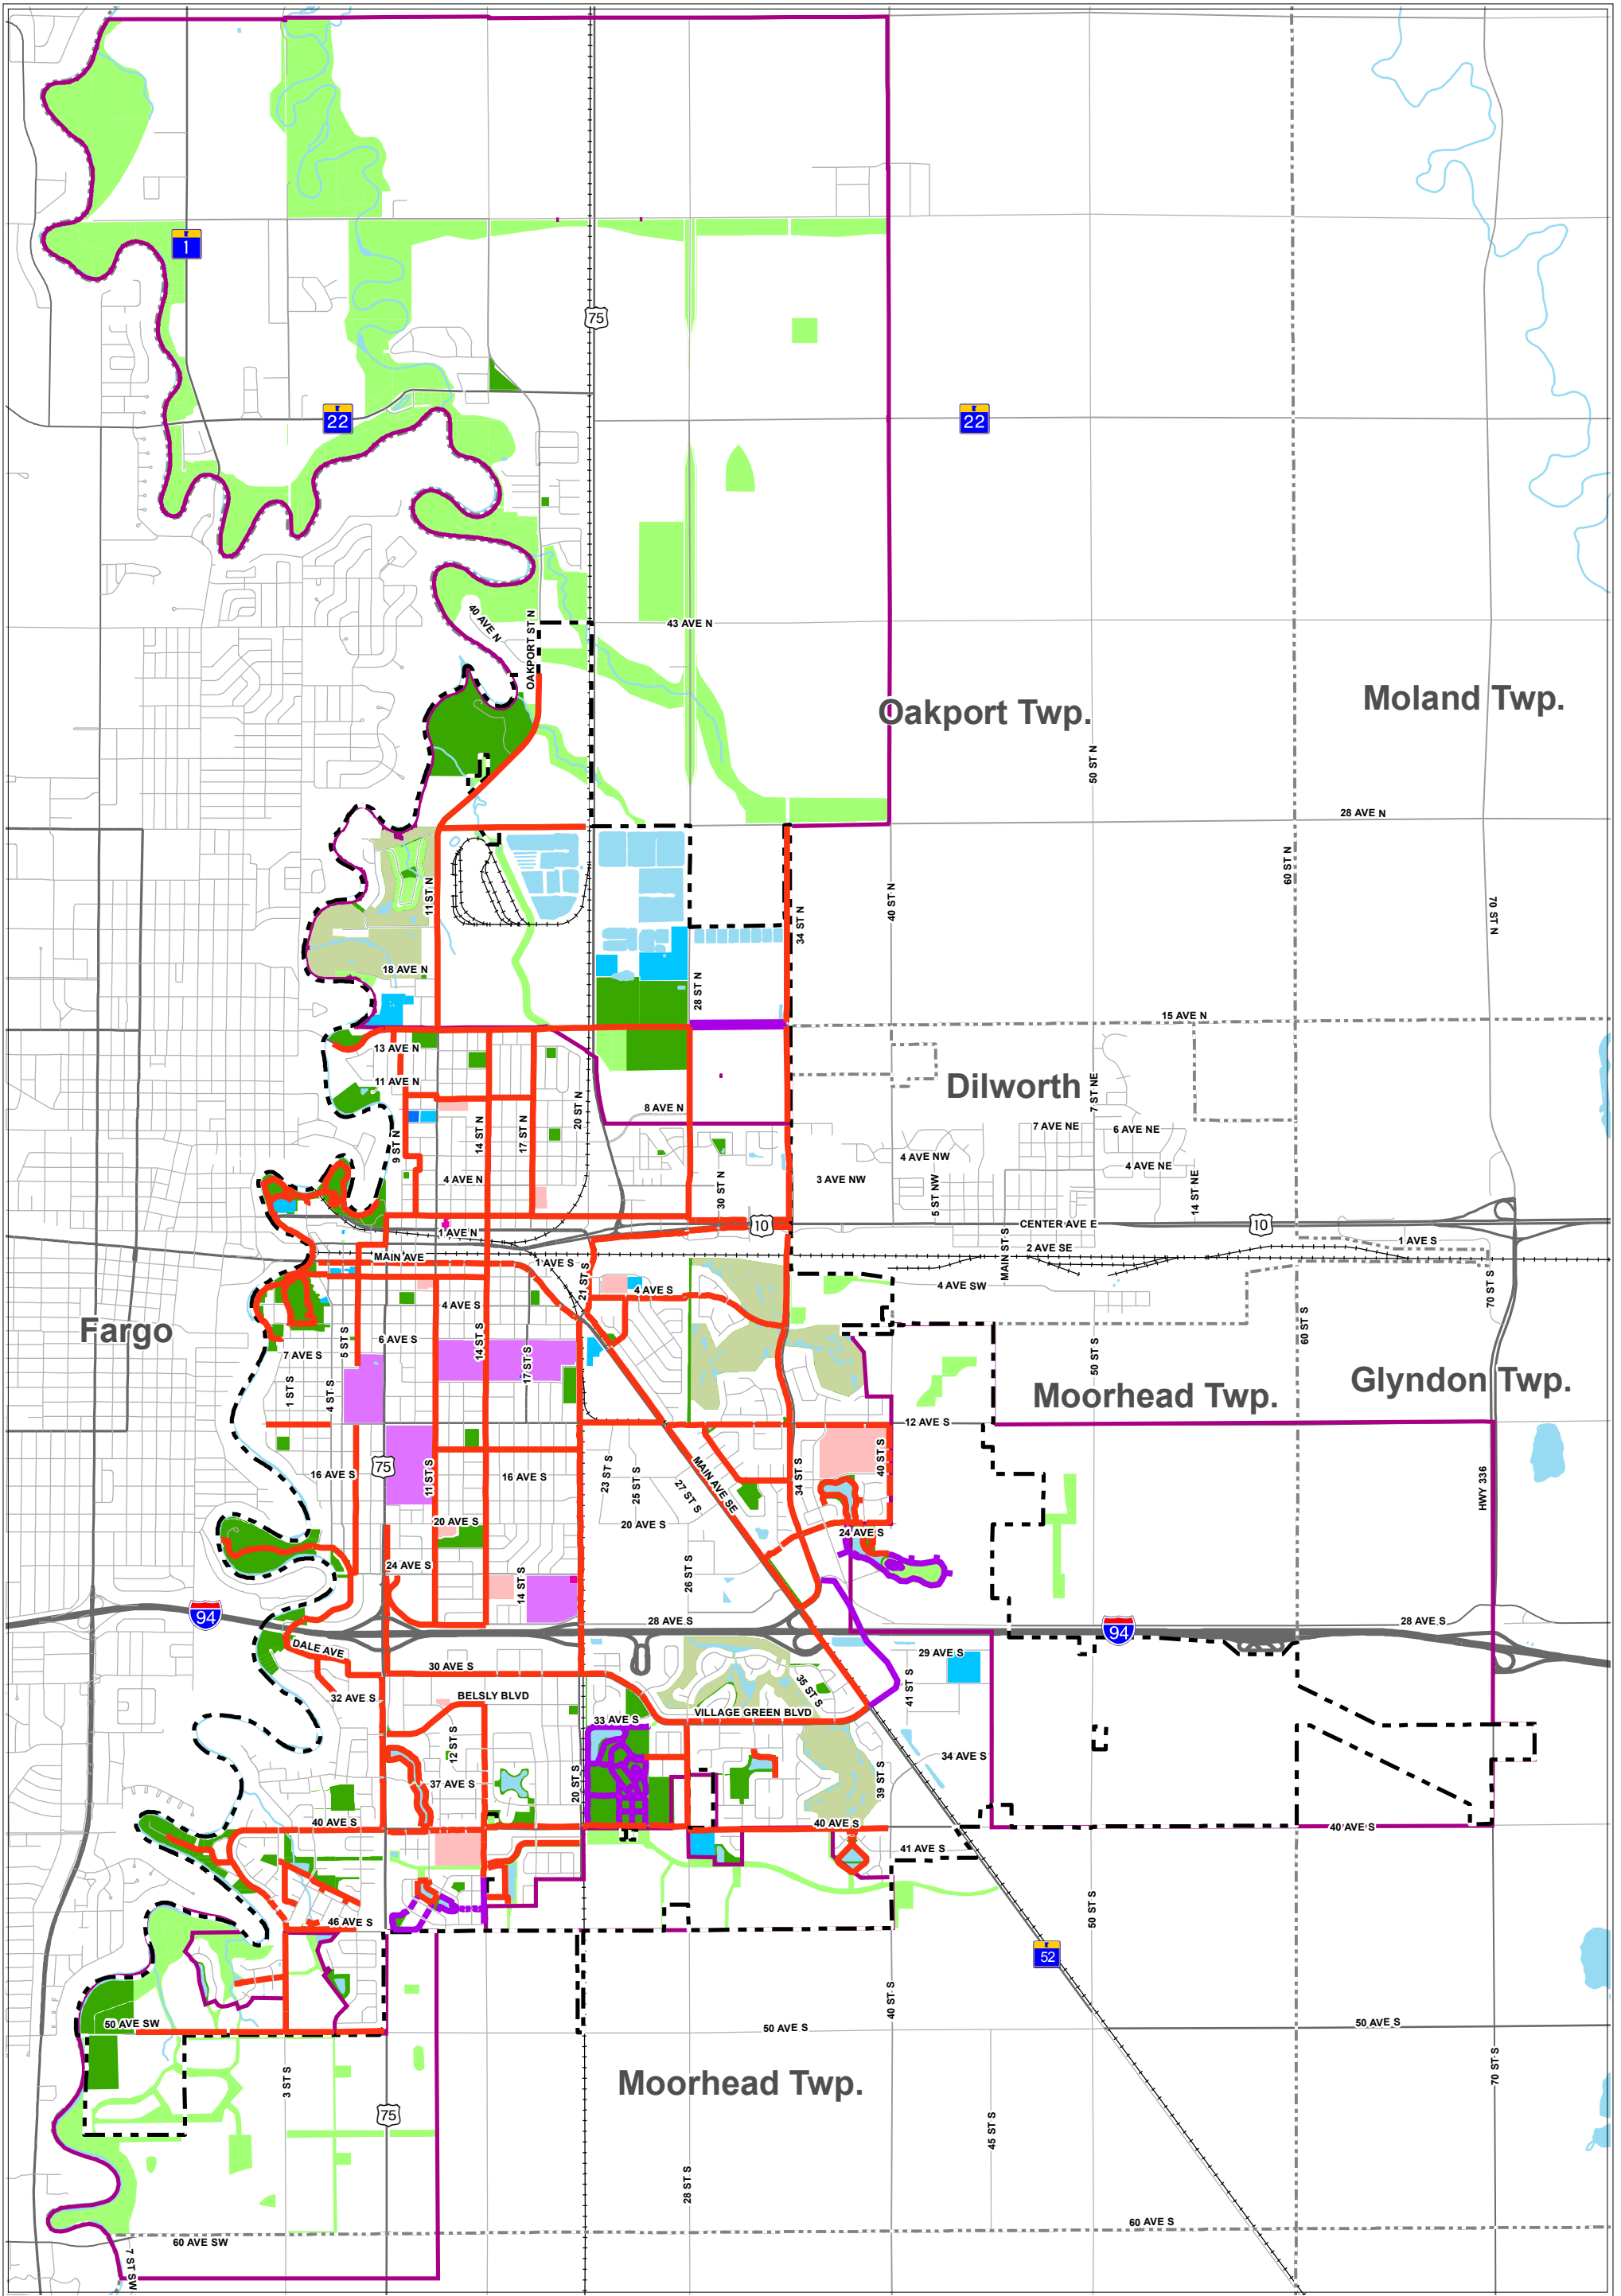 1
75
22
22
40 AVE N
OAKPORT ST N
43 AVE N
Oakport Twp.
Moland Twp.
50 ST N
28 AVE N
60 ST N
11 ST N
40 ST N
70 ST N
34 ST N
18 AVE N
28 ST N
15 AVE N
13 AVE N
11 AVE N
Dilworth
7 ST NE
20 ST N
8 AVE N
7 AVE NE
6 AVE NE
9 ST N
14 ST N
17 ST N
4 AVE NW
4 AVE NE
4 AVE N
30 ST N
3 AVE NW
5 ST NW
14 ST NE
1 AVE N
10
CENTER AVE E
10
MAIN AVE
1 AVE S
MAIN ST S
2 AVE SE
1 AVE S
21 ST S
4 AVE S
4 AVE SW
70 ST S
4 AVE S
Fargo
5 ST S
6 AVE S
14 ST S
60 ST S
7 AVE S
17 ST S
50 ST S
1 ST S
4 ST S
Moorhead Twp.
Glyndon Twp.
12 AVE S
75
16 AVE S
11 ST S
16 AVE S
23 ST S
25 ST S
27 ST S
MAIN AVE SE
34 ST S
40 ST S
HWY 336
20 AVE S
20 AVE S
24 AVE S
24 AVE S
14 ST S
26 ST S
94
28 AVE S
94
28 AVE S
DALE AVE
30 AVE S
29 AVE S
32 AVE S
BELSLY BLVD
35 ST S
41 ST S
VILLAGE GREEN BLVD
33 AVE S
12 ST S
34 AVE S
37 AVE S
20 ST S
39 ST S
40 AVE S
40 AVE S
40 AVE S
41 AVE S
46 AVE S
50 ST S
52
40 ST S
50 AVE SW
50 AVE S
50 AVE S
3 ST S
Moorhead Twp.
70 ST S
75
45 ST S
28 ST S
60 AVE S
60 AVE SW
7 ST SW